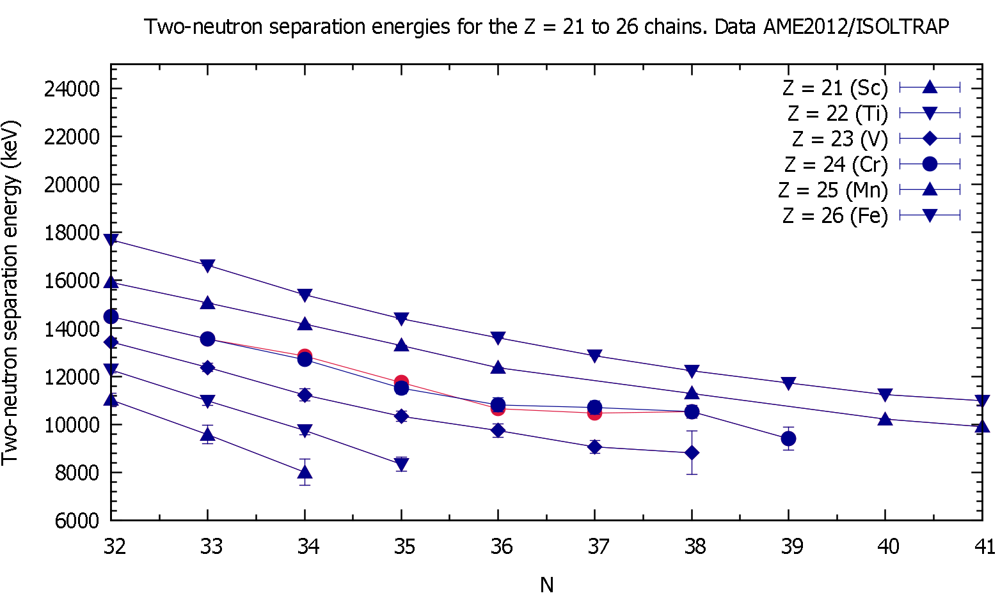 Two-neutron separation energies for the Z = 21 to 26 chains. Data AME2012/ISOLTRAP
Two-neutron separation energy (keV)
24000
22000
20000
18000
16000
14000
12000
10000
8000
6000
Z = 21 (Sc)
Z = 22 (Ti)
Z = 23 (V)
Z = 24 (Cr)
Z = 25 (Mn)
Z = 26 (Fe)
32 33 34 35 36 37 38 39 40 41
N